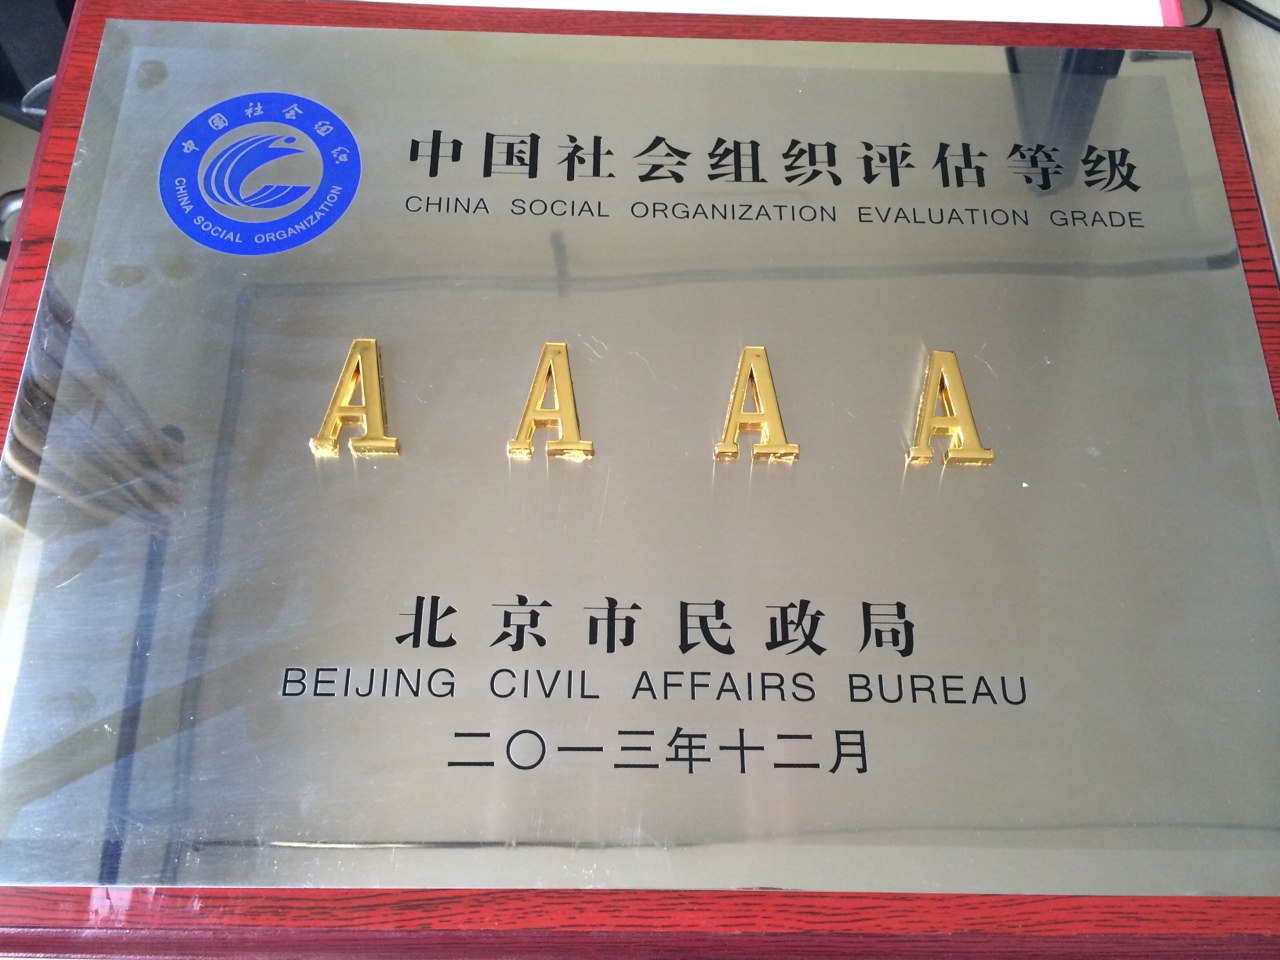 中國社会组织
CHINA SOCIAL ORGANIZATION
中国社会组织评估等级
CHINA SOCIAL ORGANIZATION EVALUATION GRADE
A A A A
北京市民政局
BEIJING CIVIL AFFAIRS BUREAU
二〇一三年十二月